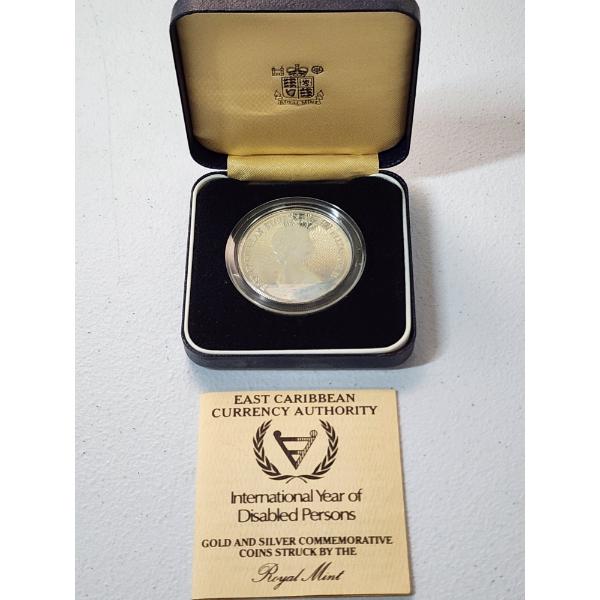 ROYAL MINT
EAST CARIBBEAN
CURRENCY AUTHORITY
International Year of
Disabled Persons
GOLD AND SILVER COMMEMORATIVE
COINS STRUCK BY THE
Royal Mint